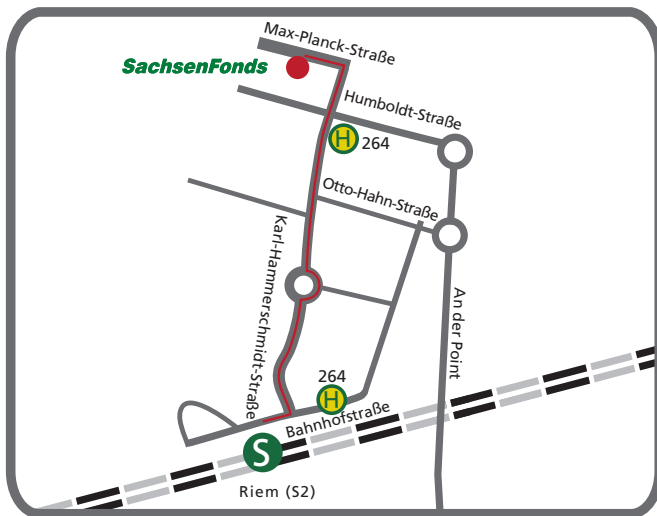 Max-Planck-Straße
SachsenFonds
Humboldt-Straße
H 264
Otto-Hahn-Straße
Karl-Hammerschmidt-Straße
An der Point
264
H
Bahnhofstraße
S
Riem (S2)